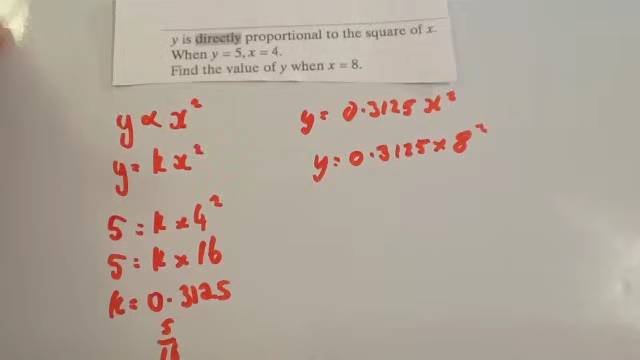 y is directly proportional to the square of x.
When y = 5, x = 4.
Find the value of y when x = 8.
y ∝ x²
y = kx²
5 = k × 4²
5 = k × 16
k = 0.3125
5
16
y = 0.3125 x²
y = 0.3125 × 8²